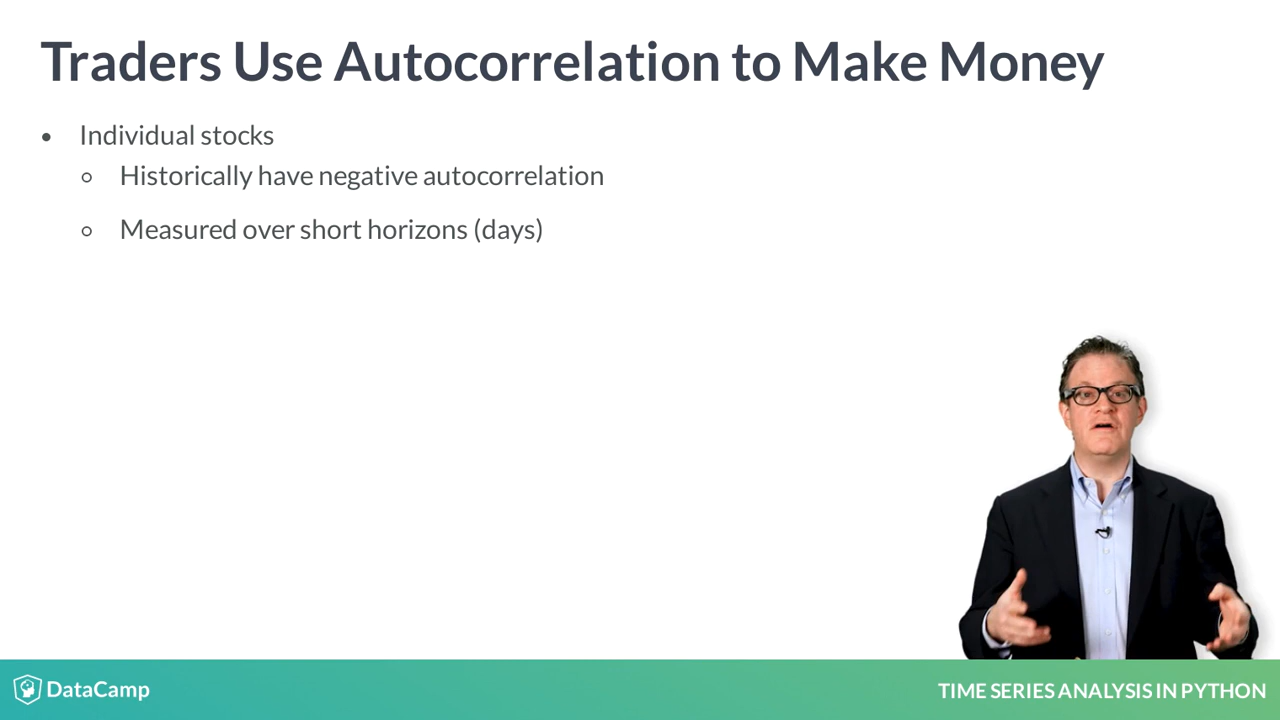 Traders Use Autocorrelation to Make Money
• Individual stocks
○ Historically have negative autocorrelation
○ Measured over short horizons (days)
DataCamp
TIME SERIES ANALYSIS IN PYTHON